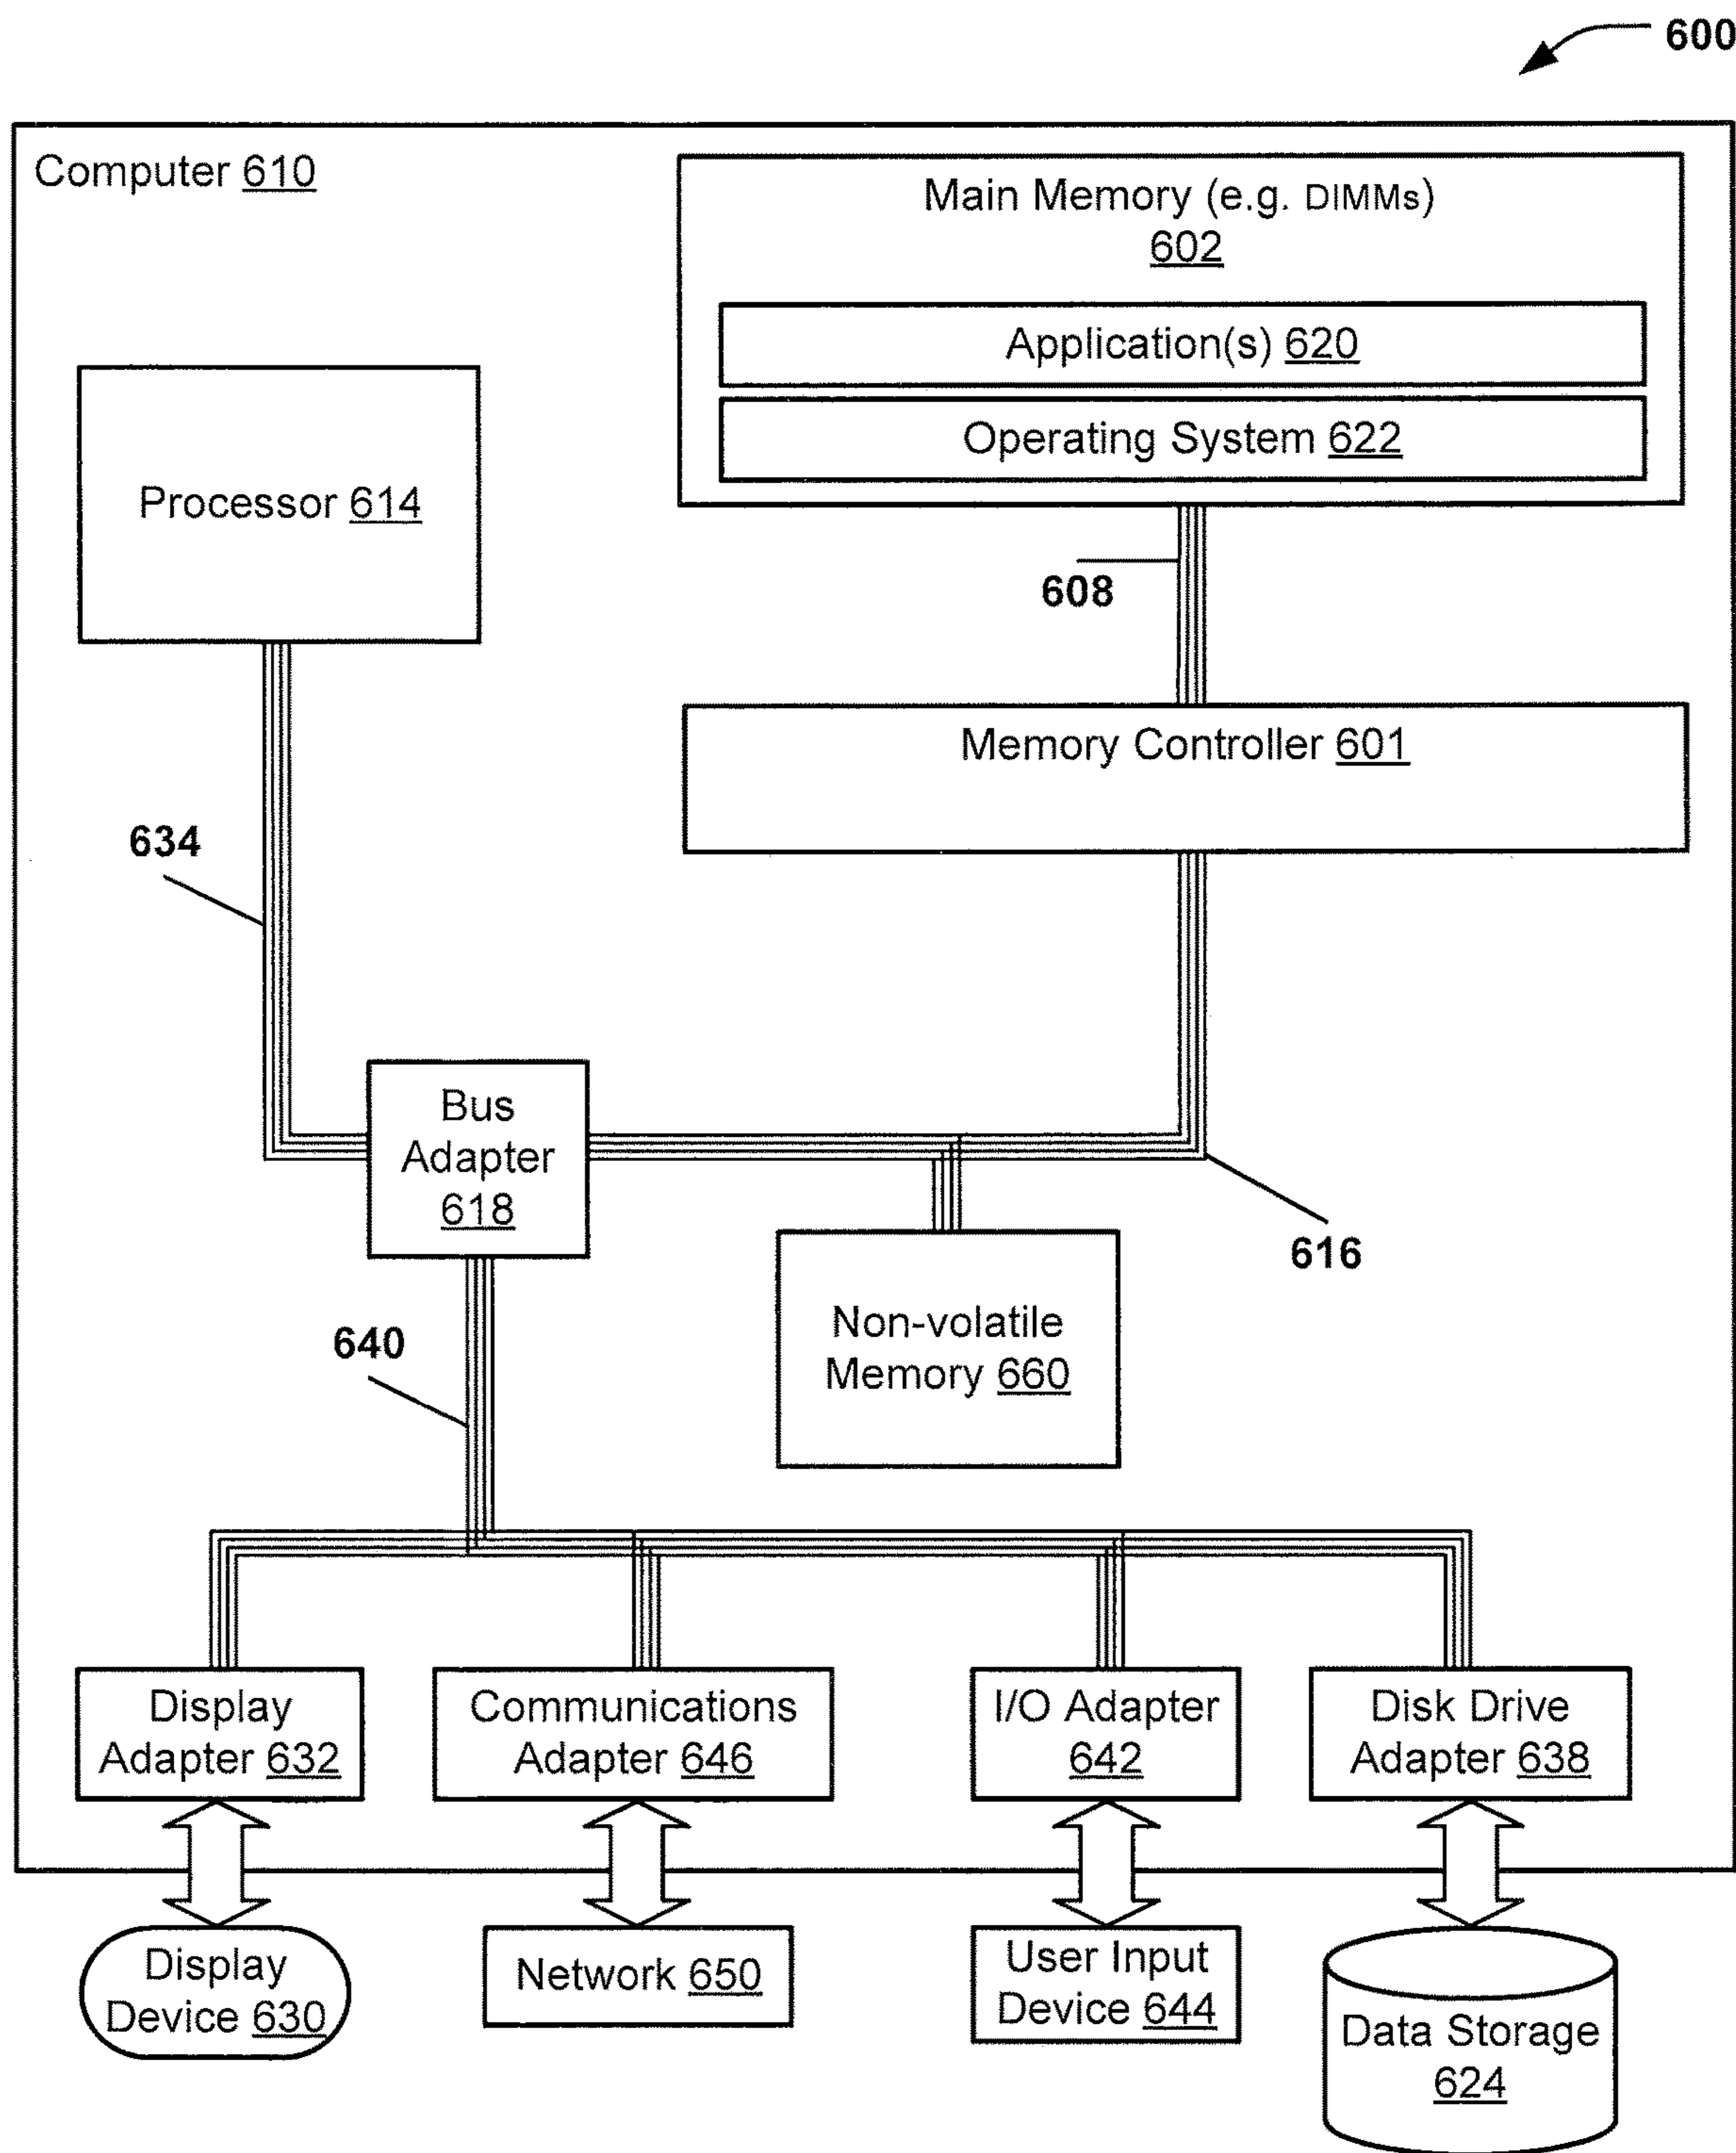 600
Computer 610
Main Memory (e.g. DIMMs)
602
Application(s) 620
Operating System 622
Processor 614
608
Memory Controller 601
634
Bus
Adapter
618
616
Non-volatile
Memory 660
640
Display
Adapter 632
Communications
Adapter 646
I/O Adapter
642
Disk Drive
Adapter 638
Display
Device 630
Network 650
User Input
Device 644
Data Storage
624